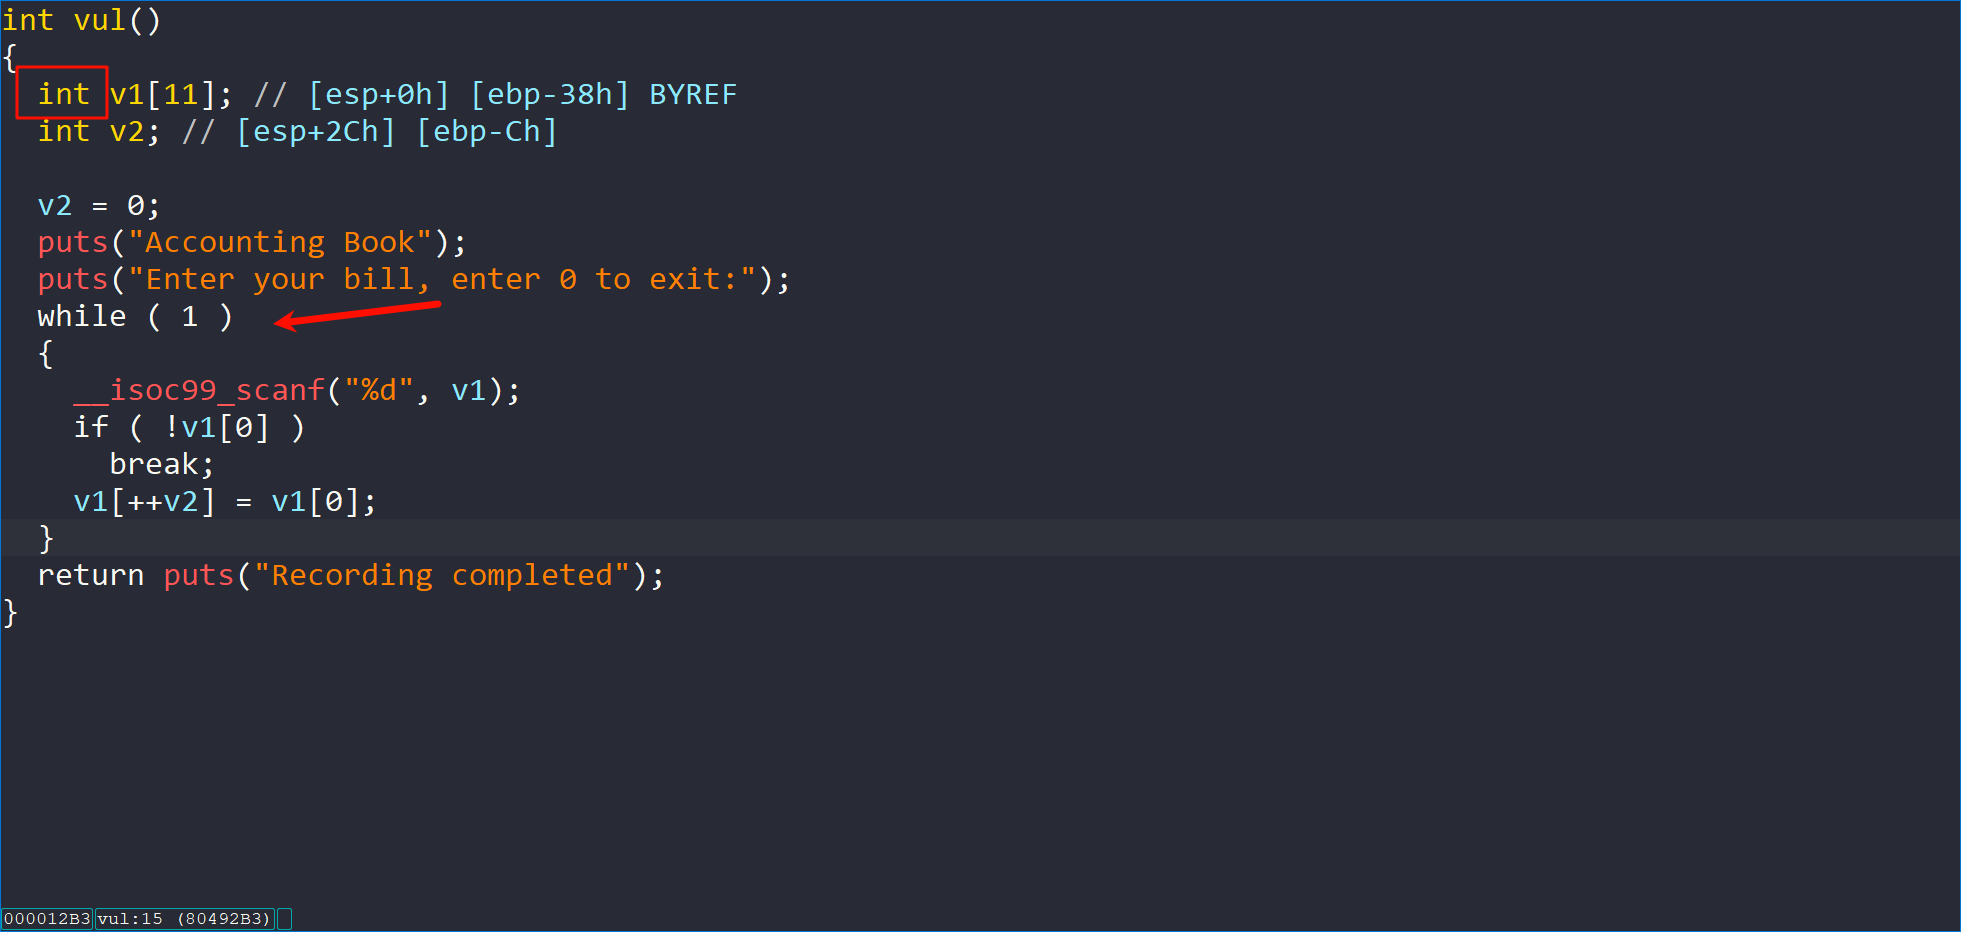 int vul()
{
  int v1[11]; // [esp+0h] [ebp-38h] BYREF
  int v2; // [esp+2Ch] [ebp-Ch]

  v2 = 0;
  puts("Accounting Book");
  puts("Enter your bill, enter 0 to exit:");
  while ( 1 )
  {
    __isoc99_scanf("%d", v1);
    if ( !v1[0] )
      break;
    v1[++v2] = v1[0];
  }
  return puts("Recording completed");
}
000012B3 vul:15 (80492B3)